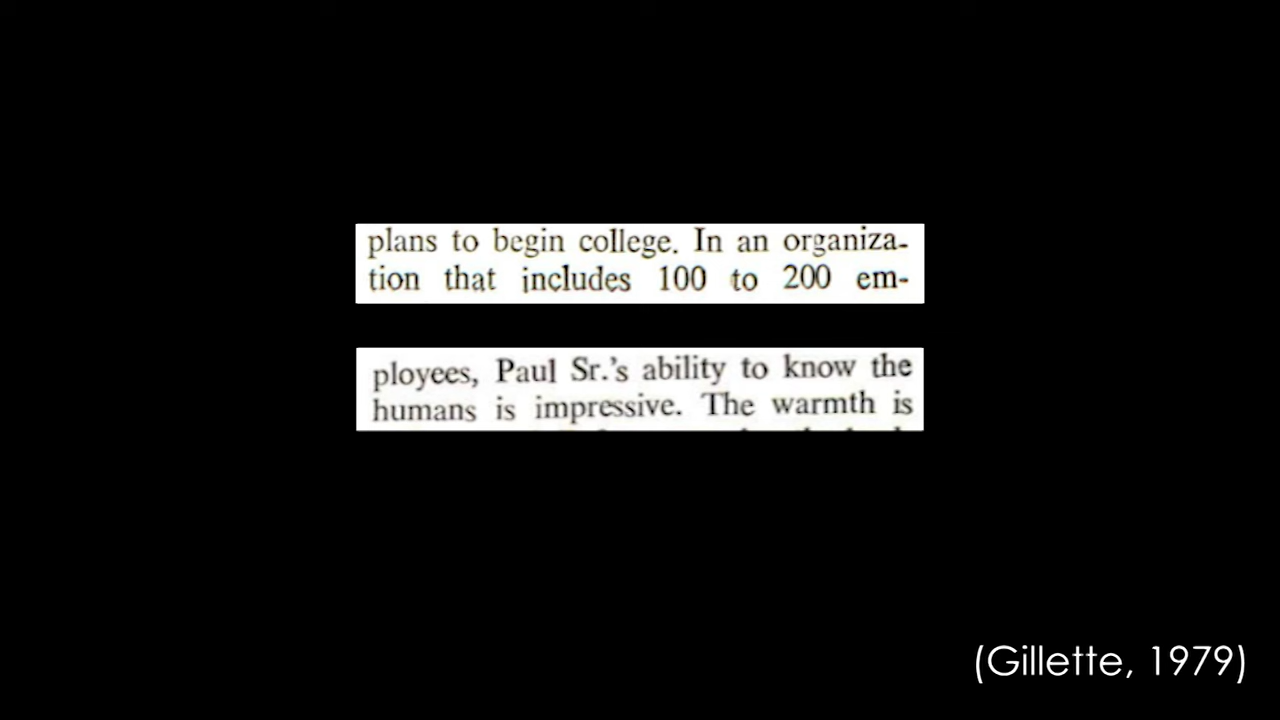 plans to begin college. In an organiza-
tion that includes 100 to 200 em-
ployees, Paul Sr.'s ability to know the
humans is impressive. The warmth is
(Gillette, 1979)